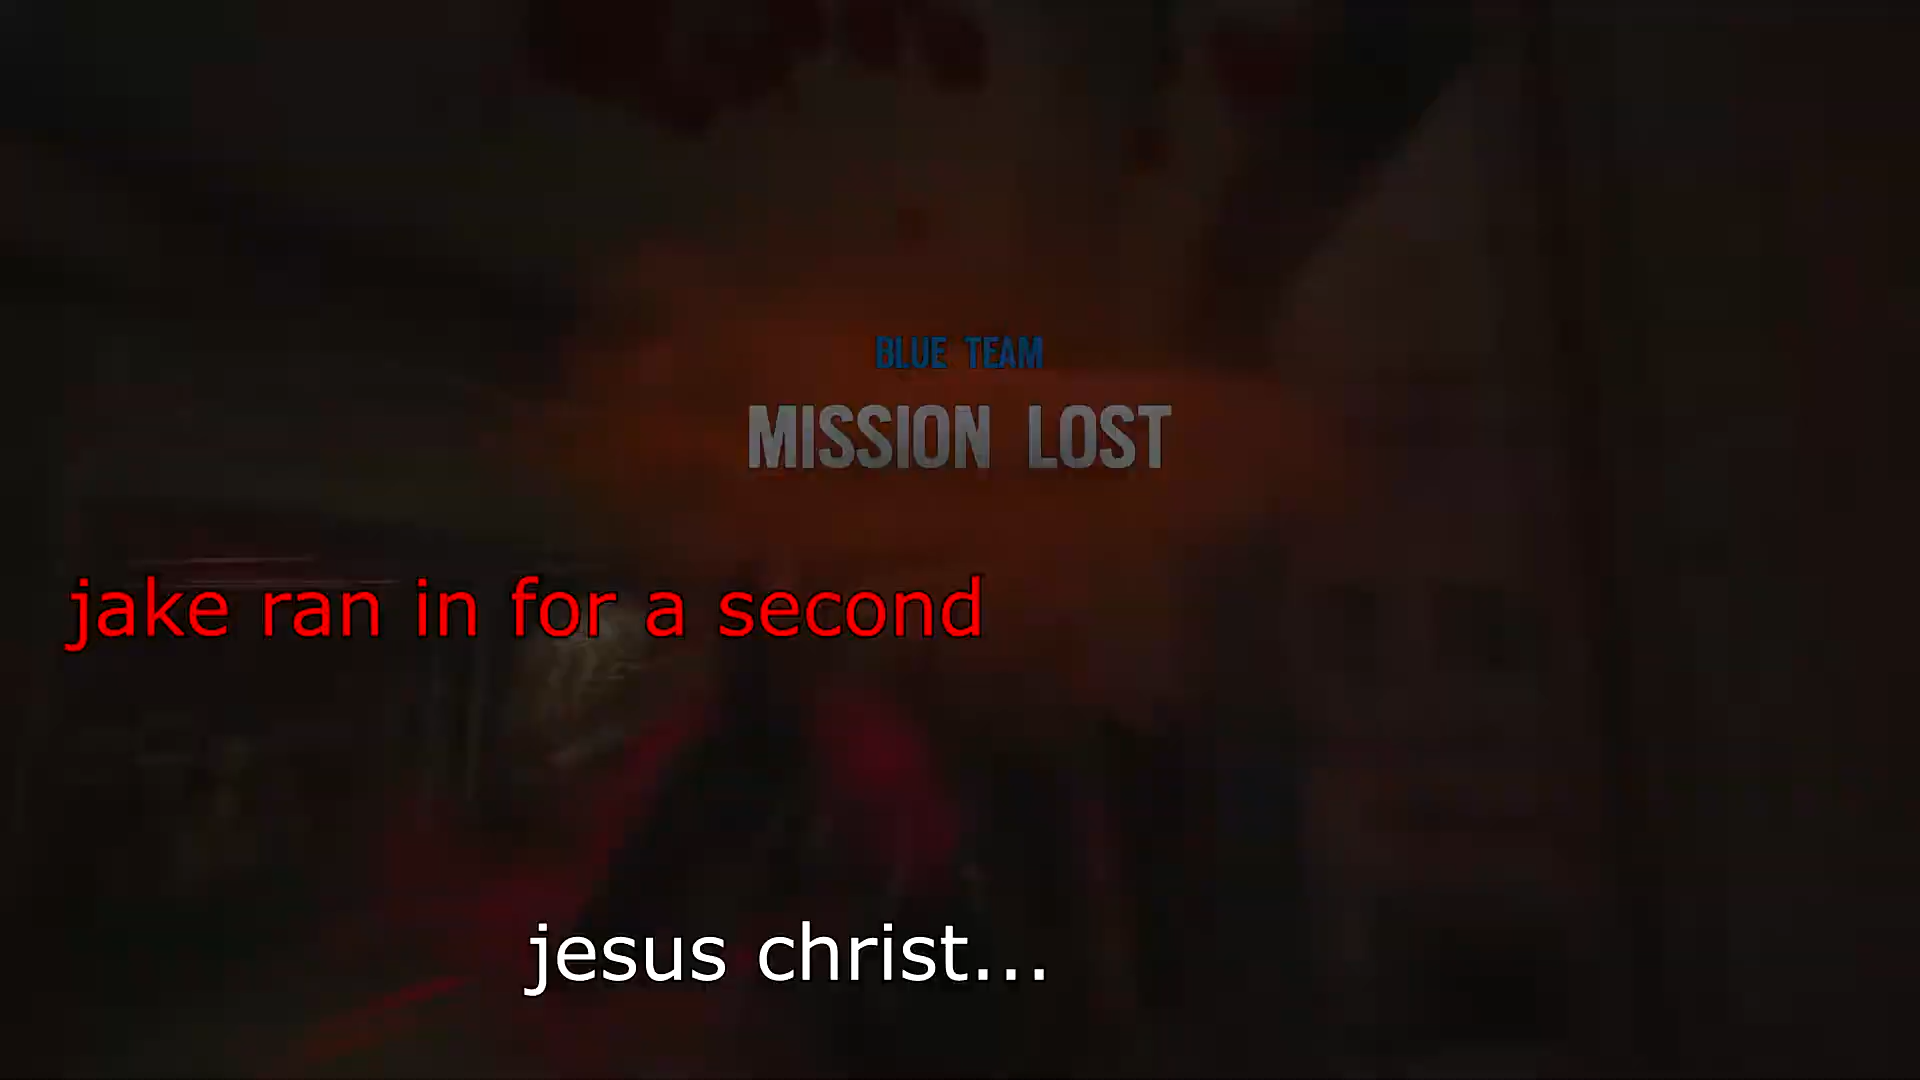 BLUE TEAM
MISSION LOST
jake ran in for a second
jesus christ...